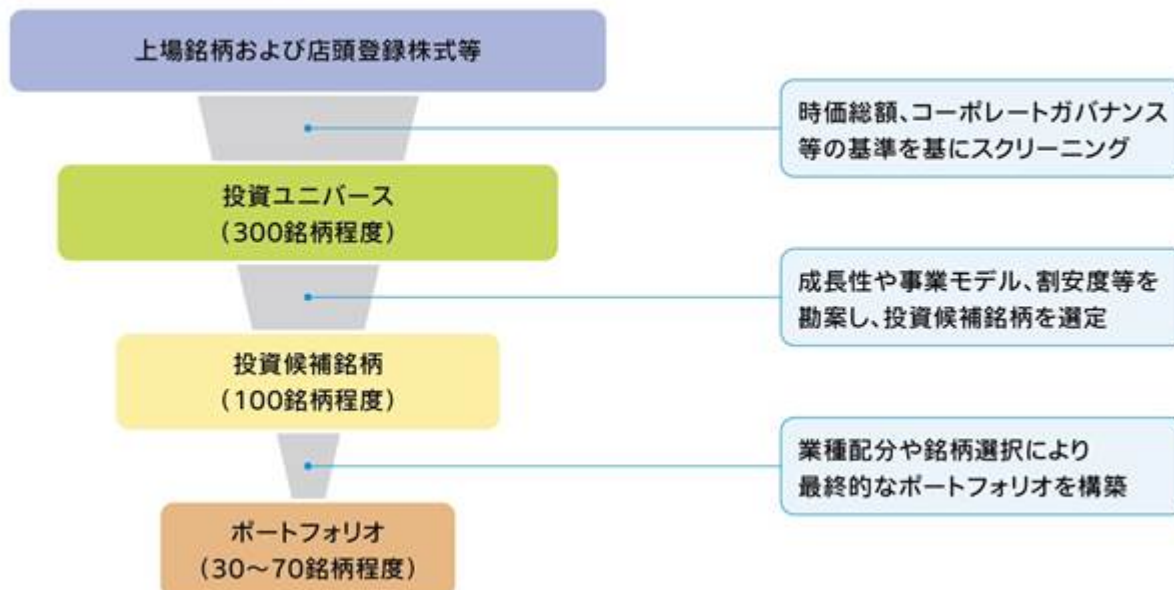 上場銘柄および店頭登録株式等
時価総額、コーポレートガバナンス
等の基準を基にスクリーニング
投資ユニバース
（300銘柄程度）
成長性や事業モデル、割安度等を
勘案し、投資候補銘柄を選定
投資候補銘柄
（100銘柄程度）
業種配分や銘柄選択により
最終的なポートフォリオを構築
ポートフォリオ
（30～70銘柄程度）